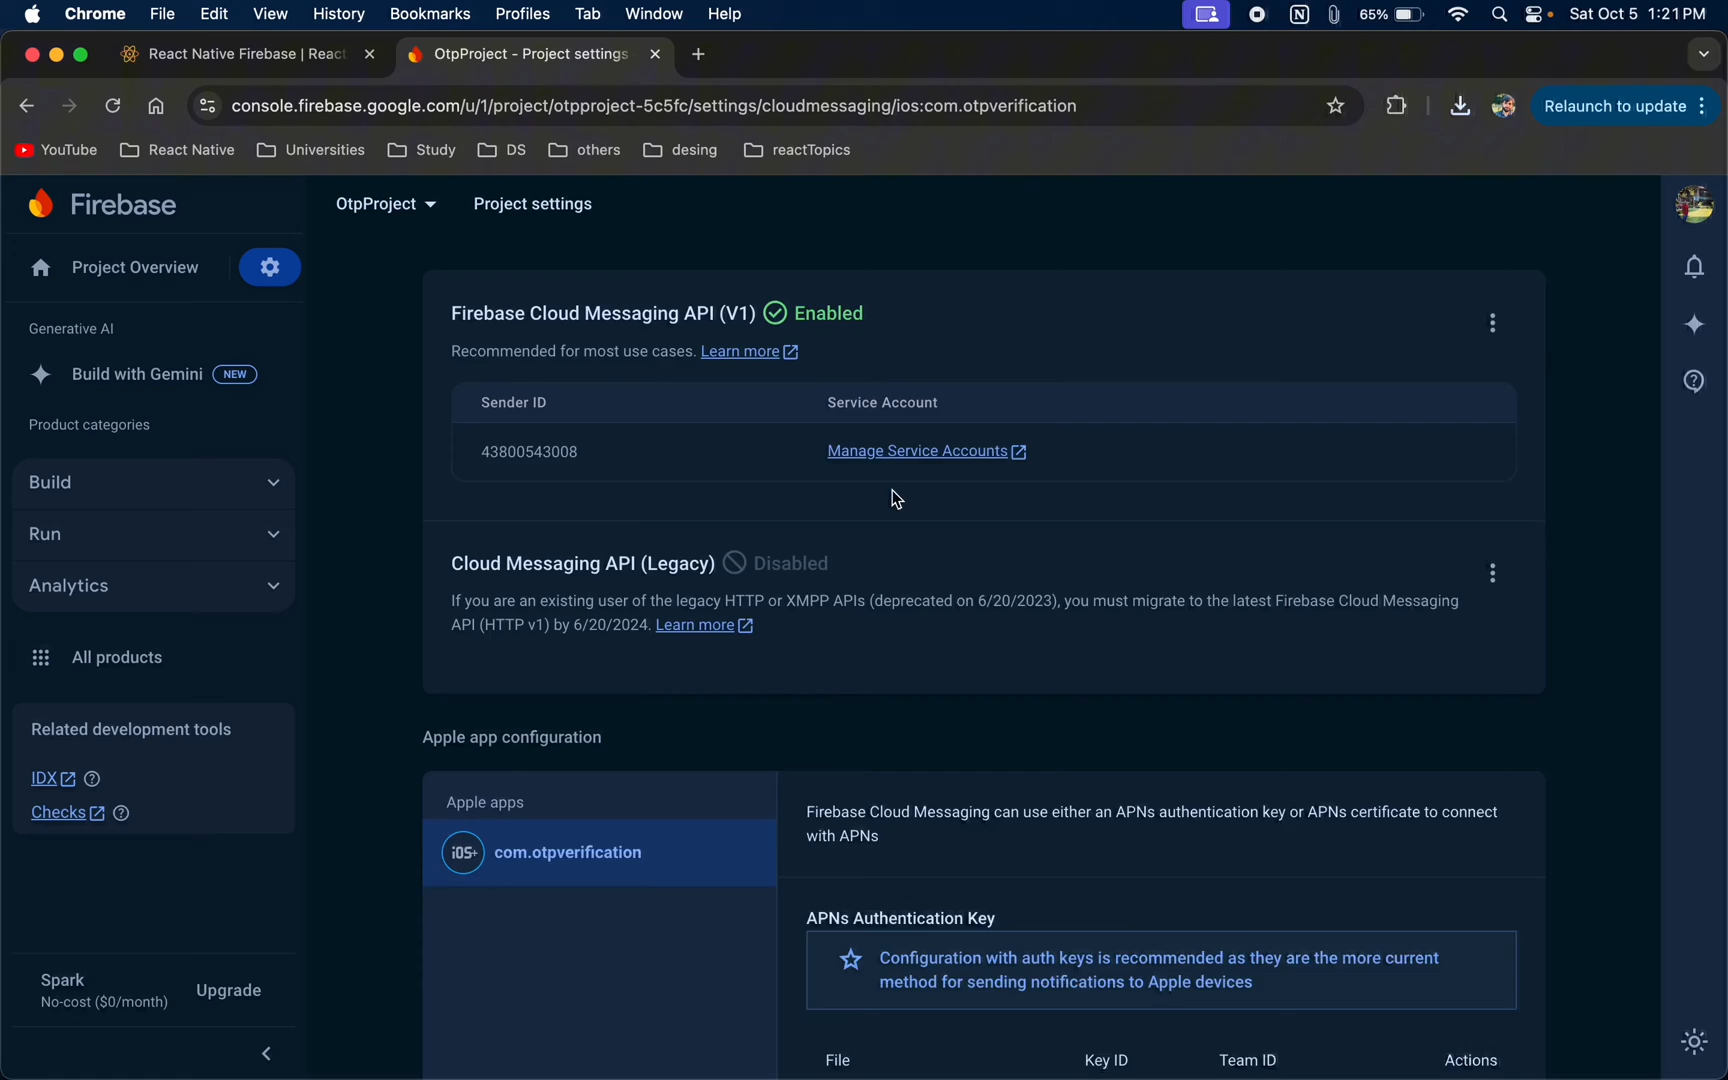 Chrome File Edit View History Bookmarks Profiles Tab Window Help 65% Sat Oct 5 1:21 PM
React Native Firebase | React OtpProject - Project settings
console.firebase.google.com/u/1/project/otpproject-5c5fc/settings/cloudmessaging/ios:com.otpverification Relaunch to update
YouTube React Native Universities Study DS others desing reactTopics
Firebase
OtpProject Project settings
Project Overview
Generative AI
Build with Gemini NEW
Product categories
Build
Run
Analytics
All products
Related development tools
IDX
Checks
Spark
No-cost ($0/month)
Upgrade
Firebase Cloud Messaging API (V1) Enabled
Recommended for most use cases. Learn more
Sender ID Service Account
43800543008 Manage Service Accounts
Cloud Messaging API (Legacy) Disabled
If you are an existing user of the legacy HTTP or XMPP APIs (deprecated on 6/20/2023), you must migrate to the latest Firebase Cloud Messaging
API (HTTP v1) by 6/20/2024. Learn more
Apple app configuration
Apple apps
iOS+ com.otpverification
Firebase Cloud Messaging can use either an APNs authentication key or APNs certificate to connect
with APNs
APNs Authentication Key
Configuration with auth keys is recommended as they are the more current
method for sending notifications to Apple devices
File Key ID Team ID Actions